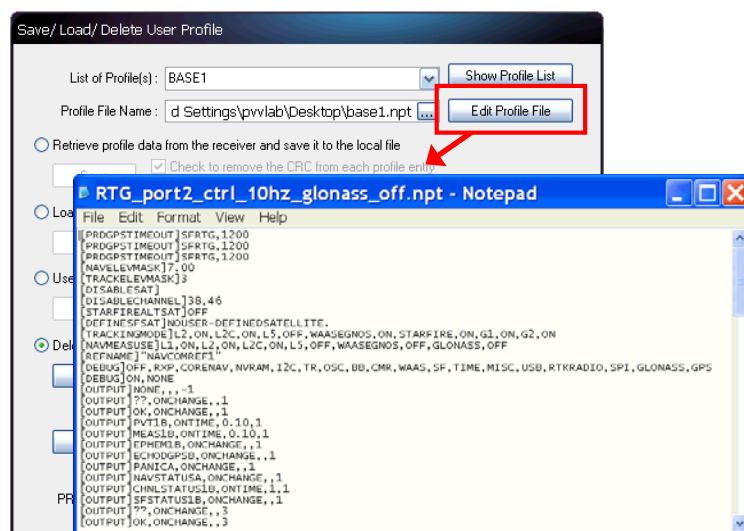 Save/ Load/ Delete User Profile
List of Profile(s) : BASE1 Show Profile List
Profile File Name : d Settings\pvvlab\Desktop\base1.npt ... Edit Profile File
Retrieve profile data from the receiver and save it to the local file
Check to remove the CRC from each profile entry
RTG_port2_ctrl_10hz_glonass_off.npt - Notepad
Loa
File Edit Format View Help
[PRDGPSTIMEOUT]SFRTG,1200
[PRDGPSTIMEOUT]SFRTG,1200
[PRDGPSTIMEOUT]SFRTG,1200
[NAVELEVMASK]7.00
[TRACKELEVMASK]3
Use
[DISABLESAT]
[DISABLECHANNEL]38,46
[STARFIREALTSAT]OFF
[DEFINESFSAT]NOUSER-DEFINEDSATELLITE.
[TRACKINGMODE]L2,ON,L2C,ON,L5,OFF,WAASEGNOS,ON,STARFIRE,ON,G1,ON,G2,ON
Dele
[NAVMEASUSE]L1,ON,L2,ON,L2C,ON,L5,OFF,WAASEGNOS,OFF,GLONASS,OFF
[REFNAME]"NAVCOMREF1"
[DEBUG]OFF,RXP,CORENAV,NVRAM,I2C,TR,OSC,BB,CMR,WAAS,SF,TIME,MISC,USB,RTKRADIO,SPI,GLONASS,GPS
[DEBUG]ON,NONE
[OUTPUT]NONE,,,-1
[OUTPUT]??,ONCHANGE,,1
[OUTPUT]OK,ONCHANGE,,1
[OUTPUT]PVT1B,ONTIME,0.10,1
[OUTPUT]MEAS1B,ONTIME,0.10,1
[OUTPUT]EPHEM1B,ONCHANGE,,1
[OUTPUT]ECHODGPSB,ONCHANGE,,1
[OUTPUT]PANICA,ONCHANGE,,1
[OUTPUT]NAVSTATUSA,ONCHANGE,,1
[OUTPUT]CHNLSTATUS1B,ONTIME,1,1
PR
[OUTPUT]SFSTATUS1B,ONCHANGE,,1
[OUTPUT]??,ONCHANGE,,3
[OUTPUT]OK,ONCHANGE,,3